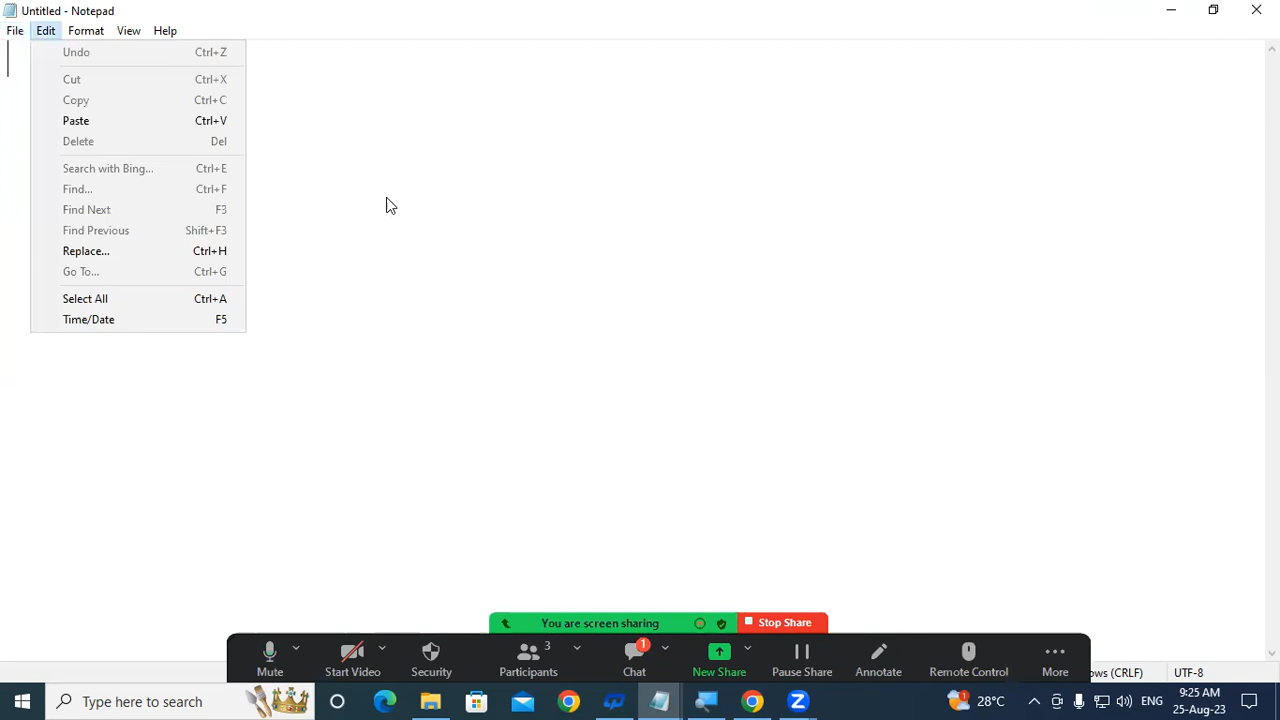 Untitled - Notepad
File Edit Format View Help
Undo Ctrl+Z
Cut Ctrl+X
Copy Ctrl+C
Paste Ctrl+V
Delete Del
Search with Bing... Ctrl+E
Find... Ctrl+F
Find Next F3
Find Previous Shift+F3
Replace... Ctrl+H
Go To... Ctrl+G
Select All Ctrl+A
Time/Date F5
You are screen sharing Stop Share
3 1
Mute Start Video Security Participants Chat New Share Pause Share Annotate Remote Control More
ows (CRLF) UTF-8
Type here to search 1 28°C ENG 9:25 AM
25-Aug-23